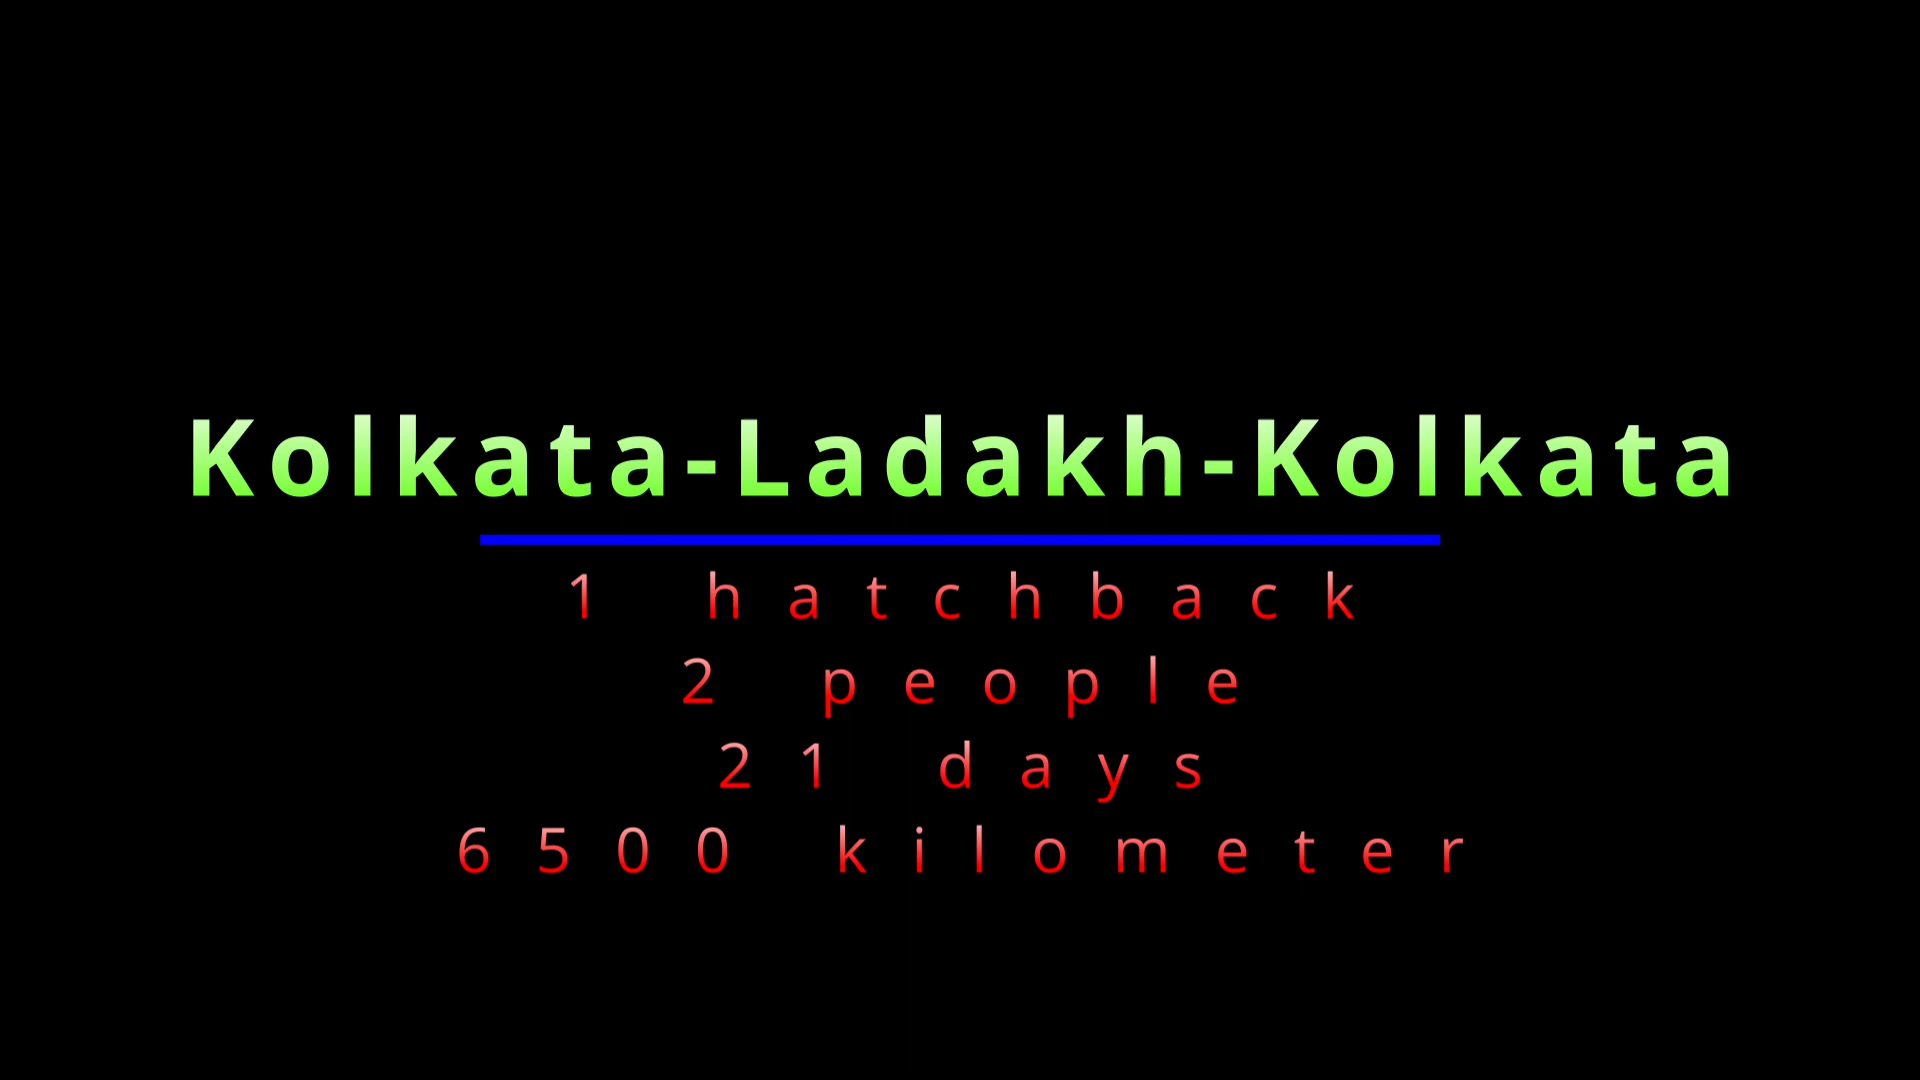 Kolkata-Ladakh-Kolkata
1 hatchback
2 people
21 days
6500 kilometer